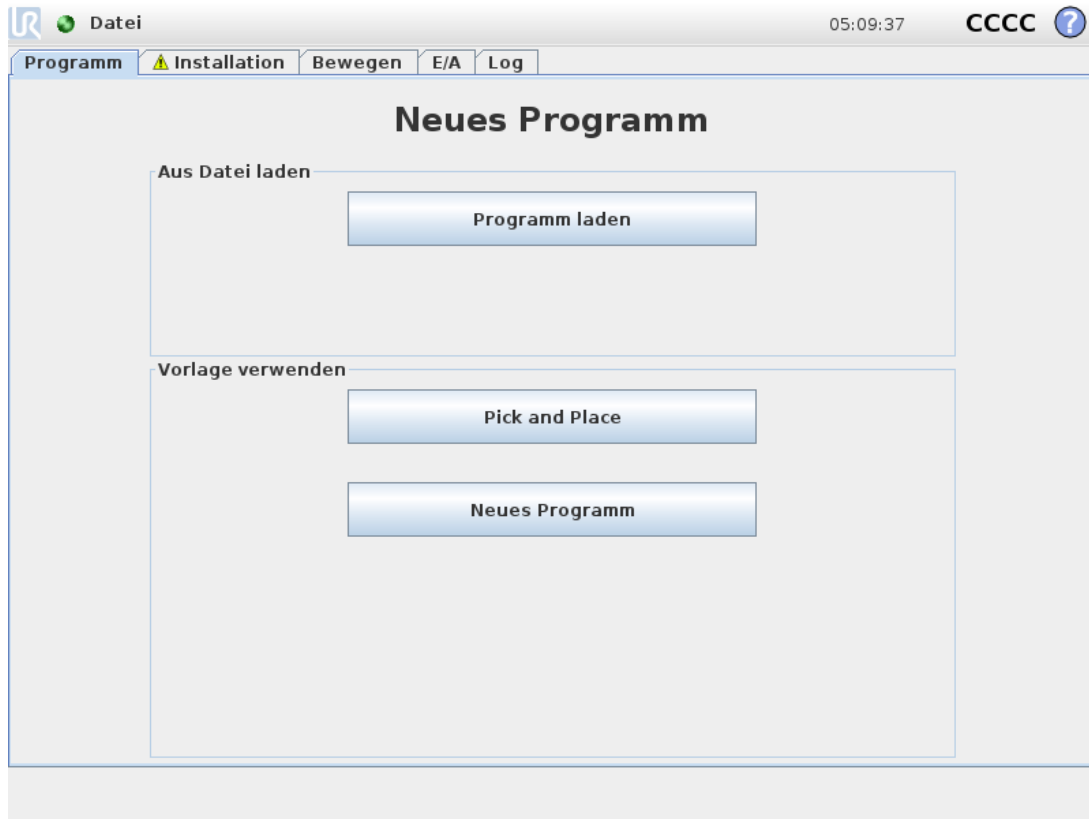 UR Datei 05:09:37 CCCC ?
Programm Installation Bewegen E/A Log
Neues Programm
Aus Datei laden
Programm laden
Vorlage verwenden
Pick and Place
Neues Programm